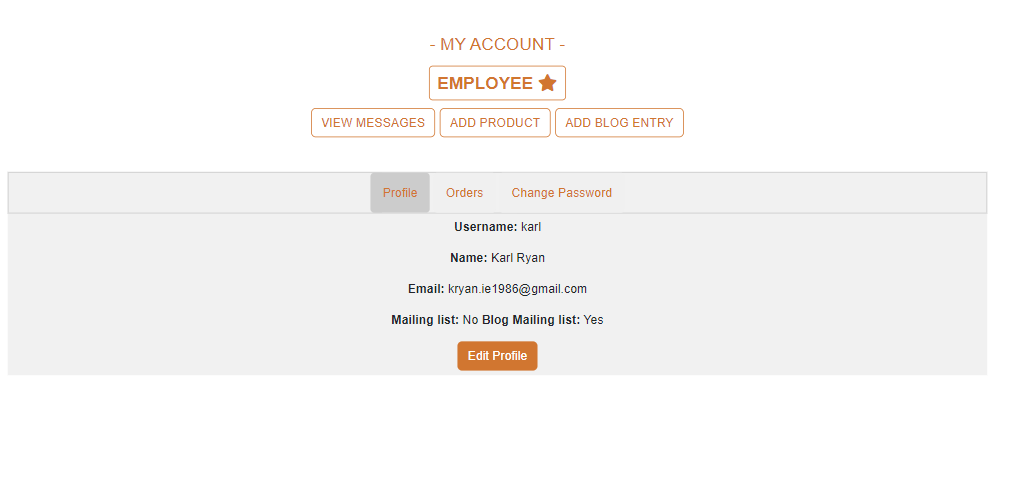 - MY ACCOUNT -
EMPLOYEE
VIEW MESSAGES ADD PRODUCT ADD BLOG ENTRY
Profile Orders Change Password
Username: karl
Name: Karl Ryan
Email: kryan.ie1986@gmail.com
Mailing list: No Blog Mailing list: Yes
Edit Profile